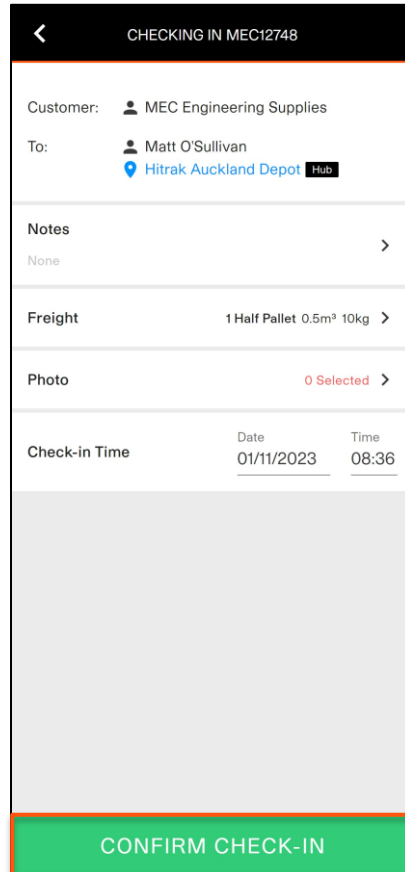 CHECKING IN MEC12748
Customer: MEC Engineering Supplies
To: Matt O'Sullivan
Hitrak Auckland Depot Hub
Notes
None
Freight 1 Half Pallet 0.5m³ 10kg
Photo 0 Selected
Date Time
Check-in Time 01/11/2023 08:36
CONFIRM CHECK-IN